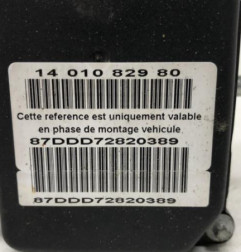 14 010 829 80
Cette reference est uniquement valable
en phase de montage vehicule.
87DDD72820389
87DDD72820389